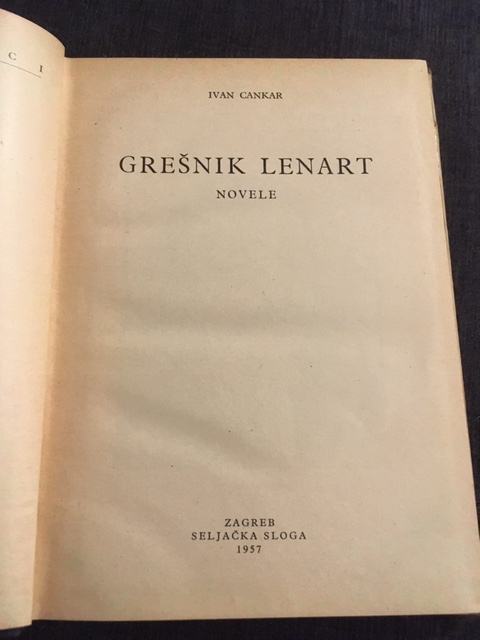 C I
IVAN CANKAR
GREŠNIK LENART
NOVELE
ZAGREB
SELJAČKA SLOGA
1957